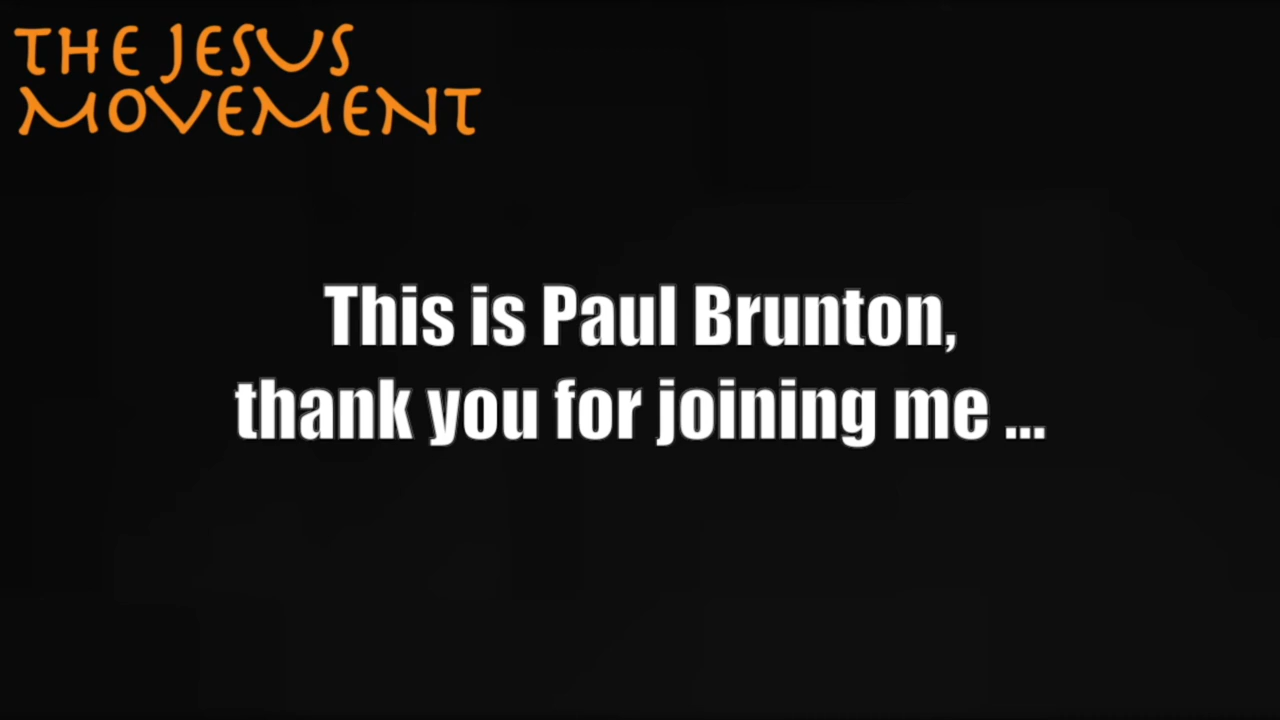 THE JESUS
MOVEMENT
This is Paul Brunton,
thank you for joining me ...